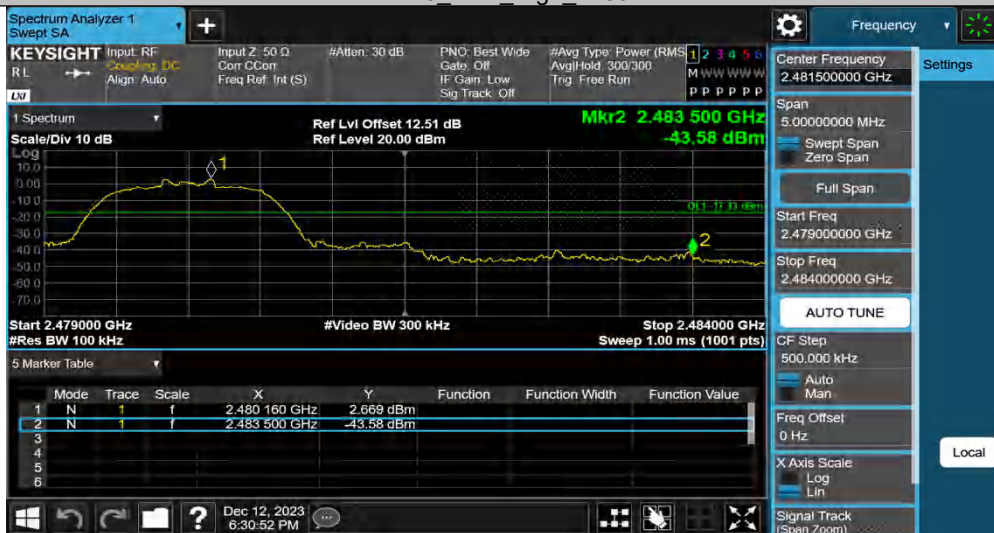 Spectrum Analyzer 1
Swept SA
+
Frequency
KEYSIGHT
Input: RF
Input Z: 50 Ω
#Atten: 30 dB
PNO: Best Wide
#Avg Type: Power (RMS
1 2 3 4 5 6
RL
Coupling: DC
Corr CCorr
Gate: Off
Avg|Hold: 300/300
M W W W W W
Align: Auto
Freq Ref: Int (S)
IF Gain: Low
Trig: Free Run
P P P P P P
LXI
Sig Track: Off
1 Spectrum
Scale/Div 10 dB
Ref Lvl Offset 12.51 dB
Ref Level 20.00 dBm
Mkr2 2.483 500 GHz
-43.58 dBm
Log
10.0
0.00
-10.0
-20.0
-30.0
-40.0
-50.0
-60.0
-70.0
1
DL1 -17.33 dBm
2
Start 2.479000 GHz
#Video BW 300 kHz
Stop 2.484000 GHz
#Res BW 100 kHz
Sweep 1.00 ms (1001 pts)
5 Marker Table
Mode Trace Scale X Y Function Function Width Function Value
1 N 1 f 2.480 160 GHz 2.669 dBm
2 N 1 f 2.483 500 GHz -43.58 dBm
3
4
5
6
?
Dec 12, 2023
6:30:52 PM
Center Frequency
2.481500000 GHz
Settings
Span
5.00000000 MHz
Swept Span
Zero Span
Full Span
Start Freq
2.479000000 GHz
Stop Freq
2.484000000 GHz
AUTO TUNE
CF Step
500.000 kHz
Auto
Man
Freq Offset
0 Hz
Local
X Axis Scale
Log
Lin
Signal Track
(Span Zoom)